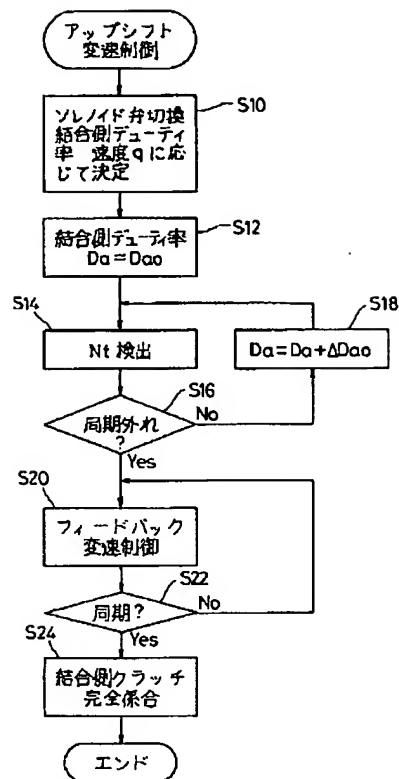 アップシフト
変速制御
S10
ソレノイド弁切換
結合側デューティ
率 速度qに応
じて決定
S12
結合側デューティ率
Da=Dao
S14
Nt 検出
S18
Da=Da+ΔDao
S16
局期外れ
?
No
Yes
S20
フィードバック
変速制御
S22
同期?
No
Yes
S24
結合側クラッチ
完全係合
エンド